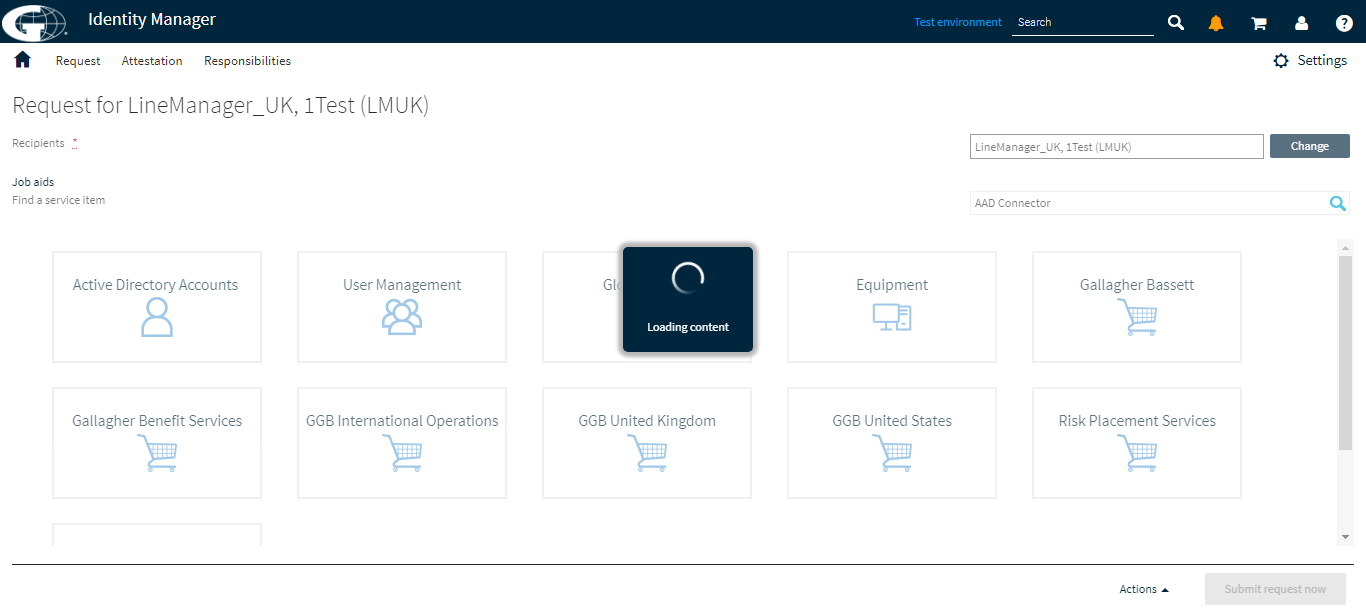 Identity Manager
Test environment
Search
Request
Attestation
Responsibilities
Settings
Request for LineManager_UK, 1Test (LMUK)
Recipients *
LineManager_UK, 1Test (LMUK)
Change
Job aids
Find a service item
AAD Connector
Active Directory Accounts
User Management
Equipment
Gallagher Bassett
Loading content
Gallagher Benefit Services
GGB International Operations
GGB United Kingdom
GGB United States
Risk Placement Services
Actions
Submit request now